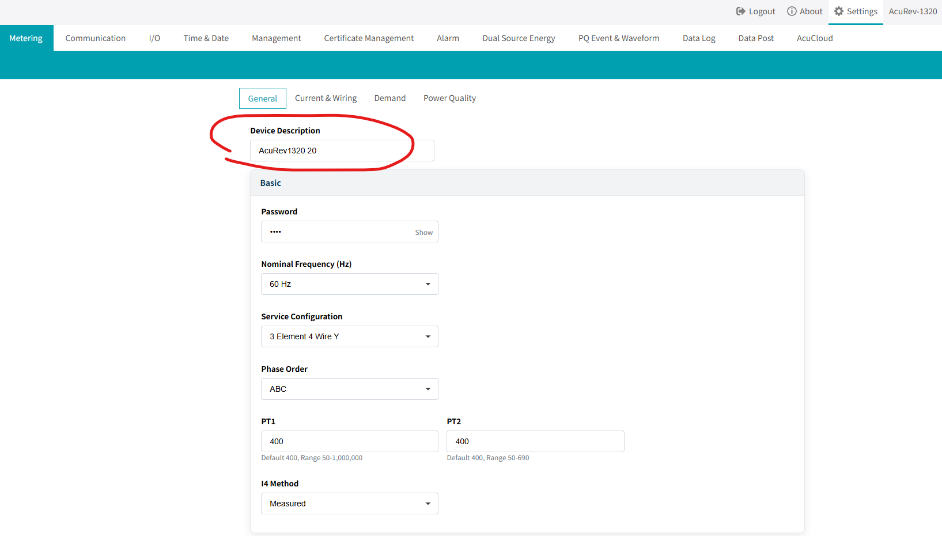 Logout About Settings AcuRev-1320
Metering Communication I/O Time & Date Management Certificate Management Alarm Dual Source Energy PQ Event & Waveform Data Log Data Post AcuCloud
General Current & Wiring Demand Power Quality
Device Description
AcuRev1320 20
Basic
Password
•••• Show
Nominal Frequency (Hz)
60 Hz
Service Configuration
3 Element 4 Wire Y
Phase Order
ABC
PT1 PT2
400 400
Default 400, Range 50-1,000,000 Default 400, Range 50-690
I4 Method
Measured